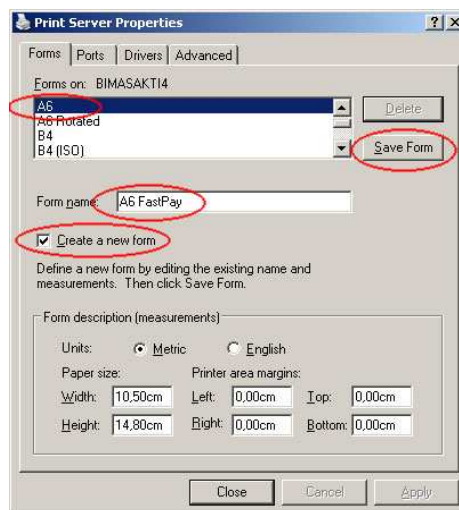 Print Server Properties
Forms Ports Drivers Advanced
Forms on: BIMASAKTI4
A6
A6 Rotated
B4
B4 (ISO)
Delete
Save Form
Form name: A6 FastPay
Create a new form
Define a new form by editing the existing name and
measurements. Then click Save Form.
Form description (measurements)
Units: Metric English
Paper size: Printer area margins:
Width: 10,50cm Left: 0,00cm Top: 0,00cm
Height: 14,80cm Right: 0,00cm Bottom: 0,00cm
Close Cancel Apply